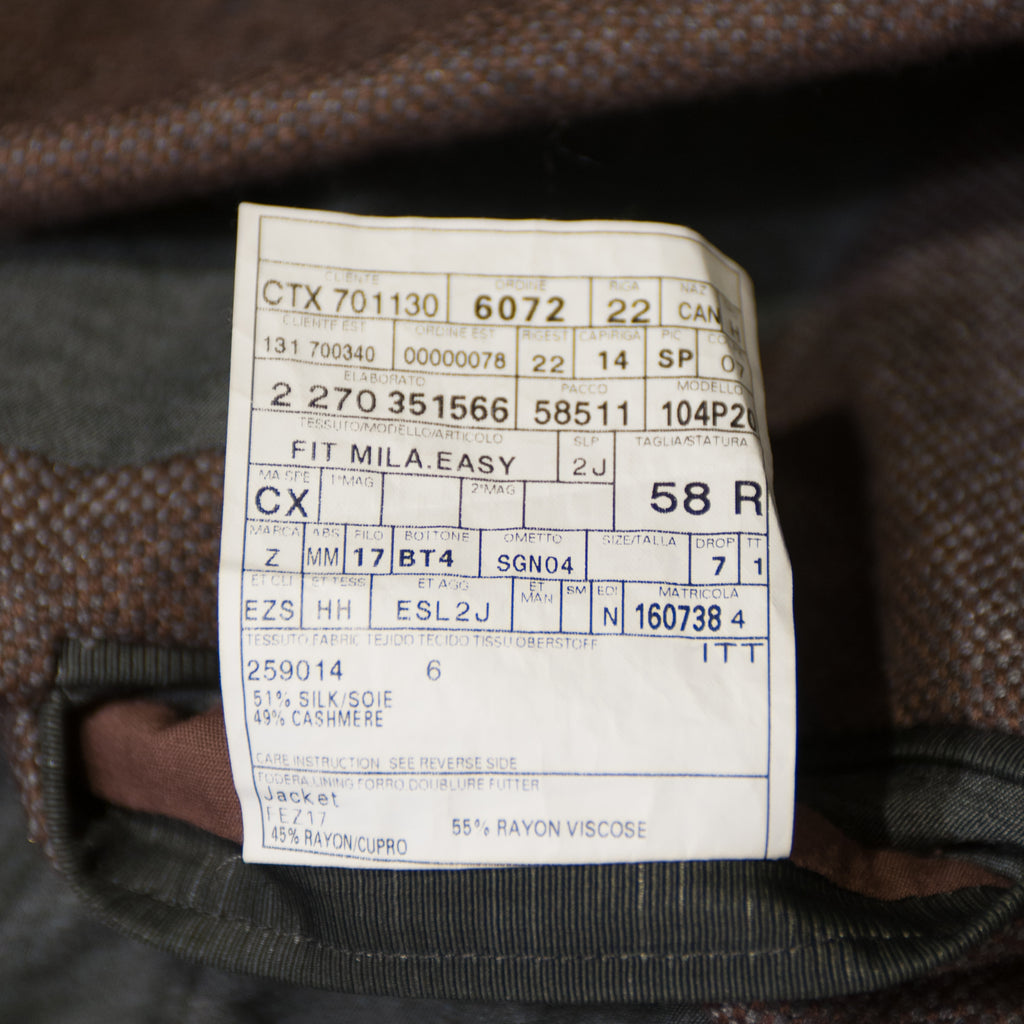 CLIENTE ORDINE RIGA NAZ
CTX 701130 6072 22 CAN H
CLIENTE EST ORDINE EST RIGEST CAP/RIGA PIC
131 700340 00000078 22 14 SP
ELABORATO PACCO MODELLO
2 270 351566 58511 104P20
TESSUTO/MODELLO/ARTICOLO SLP TAGLIA/STATURA
FIT MILA.EASY 2J 58 R
MA SPE 1°MAG 2°MAG
CX
MARCA ABS FILO BOTTONE OMETTO SIZE/TALLA DROP TT
Z MM 17 BT4 SGN04 7 1
ET CLI ET TESS ET AGG ET MAN SM EDI MATRICOLA
EZS HH ESL2J N 160738 4
TESSUTO FABRIC TEJIDO TECIDO TISSU OBERSTOFF ITT
259014 6
51% SILK/SOIE
49% CASHMERE
CARE INSTRUCTION SEE REVERSE SIDE
FODERA LINING FORRO DOUBLURE FUTTER
Jacket
FEZ17
45% RAYON/CUPRO 55% RAYON VISCOSE